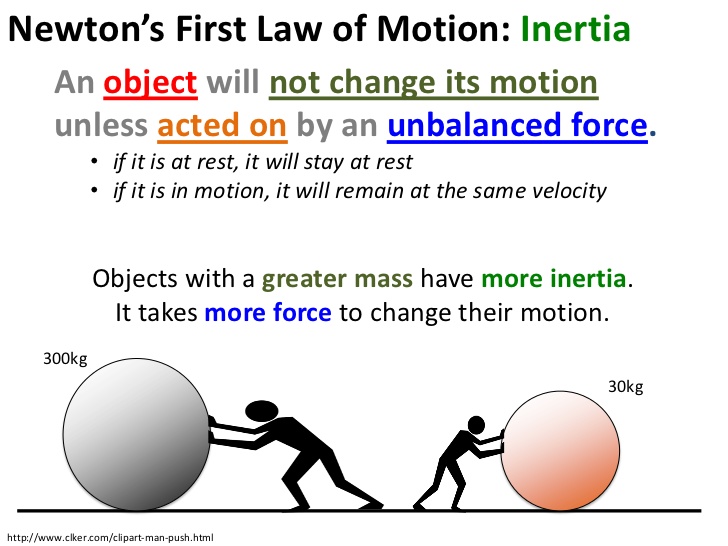 Newton’s First Law of Motion: Inertia
An object will not change its motion
unless acted on by an unbalanced force.
• if it is at rest, it will stay at rest
• if it is in motion, it will remain at the same velocity
Objects with a greater mass have more inertia.
It takes more force to change their motion.
300kg
30kg
http://www.clker.com/clipart-man-push.html